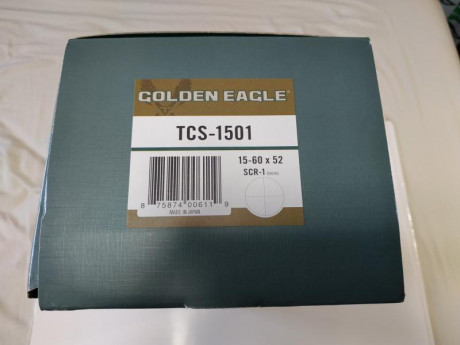 GOLDEN EAGLE®
TCS-1501
15-60 x 52
SCR-1
8 75874 00611 9
MADE IN JAPAN